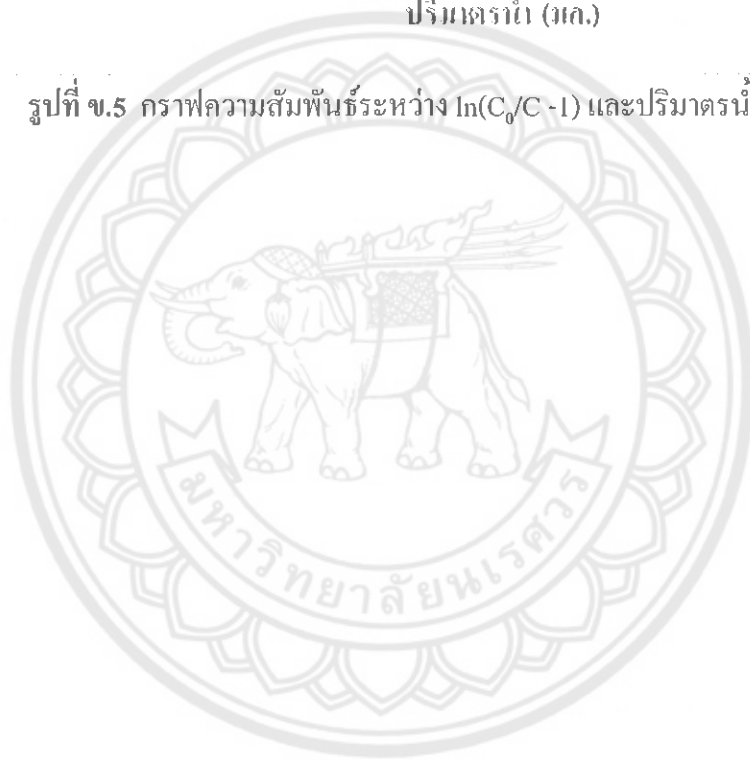 ปริมาตรน้ำ (มล.)
รูปที่ ข.5 กราฟความสัมพันธ์ระหว่าง ln(C₀/C -1) และปริมาตรน้ำ
มหาวิทยาลัยนเรศวร